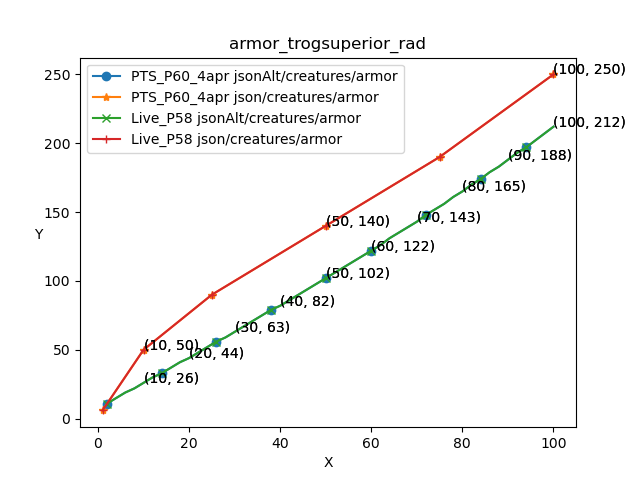 armor_trogsuperior_rad
PTS_P60_4apr jsonAlt/creatures/armor
PTS_P60_4apr json/creatures/armor
Live_P58 jsonAlt/creatures/armor
Live_P58 json/creatures/armor
(100, 250)
(100, 212)
(90, 188)
(80, 165)
(50, 140)
(70, 143)
(60, 122)
(50, 102)
(40, 82)
(30, 63)
(10, 50)
(20, 44)
(10, 26)
Y
250
200
150
100
50
0
0 20 40 60 80 100
X